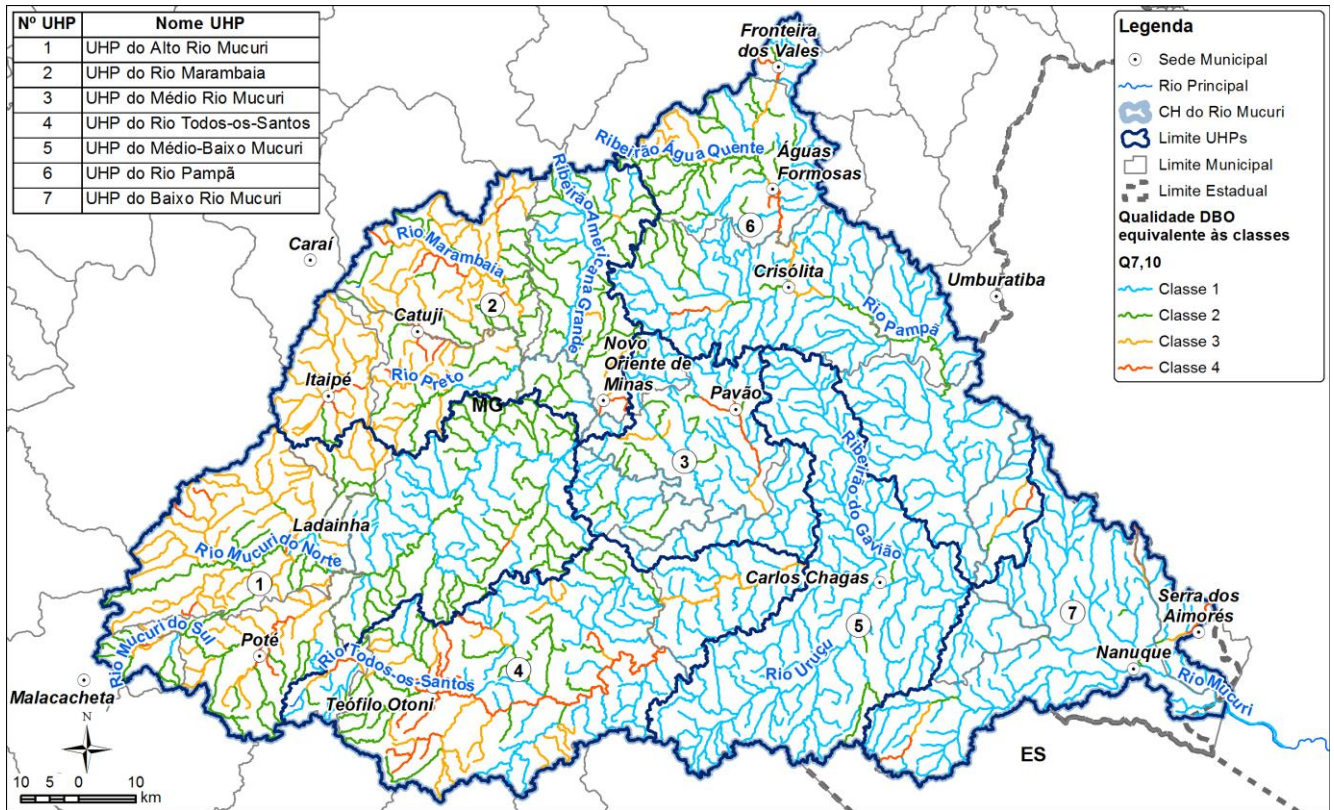 Nº UHP Nome UHP
1 UHP do Alto Rio Mucuri
2 UHP do Rio Marambaia
3 UHP do Médio Rio Mucuri
4 UHP do Rio Todos-os-Santos
5 UHP do Médio-Baixo Mucuri
6 UHP do Rio Pampã
7 UHP do Baixo Rio Mucuri
Legenda
Sede Municipal
Rio Principal
CH do Rio Mucuri
Limite UHPs
Limite Municipal
Limite Estadual
Qualidade DBO
equivalente às classes
Q7,10
Classe 1
Classe 2
Classe 3
Classe 4
Fronteira
dos Vales
Ribeirão Água Quente
Águas
Formosas
6
Caraí
Rio Marambaia
Ribeirão Americana Grande
Crisólita
Umburatiba
2
Catuji
Rio Pampã
Novo
Oriente de
Minas
Itaipé
Rio Preto
MG
Pavão
3
Ribeirão do Gavião
Ladainha
Rio Mucuri do Norte
1
Carlos Chagas
5
7
Serra dos
Aimorés
Rio Mucuri do Sul
Poté
Rio Todos-os-Santos
4
Rio Uruçu
Nanuque
Rio Mucuri
Malacacheta
Teófilo Otoni
N
ES
10 5 0 10
km